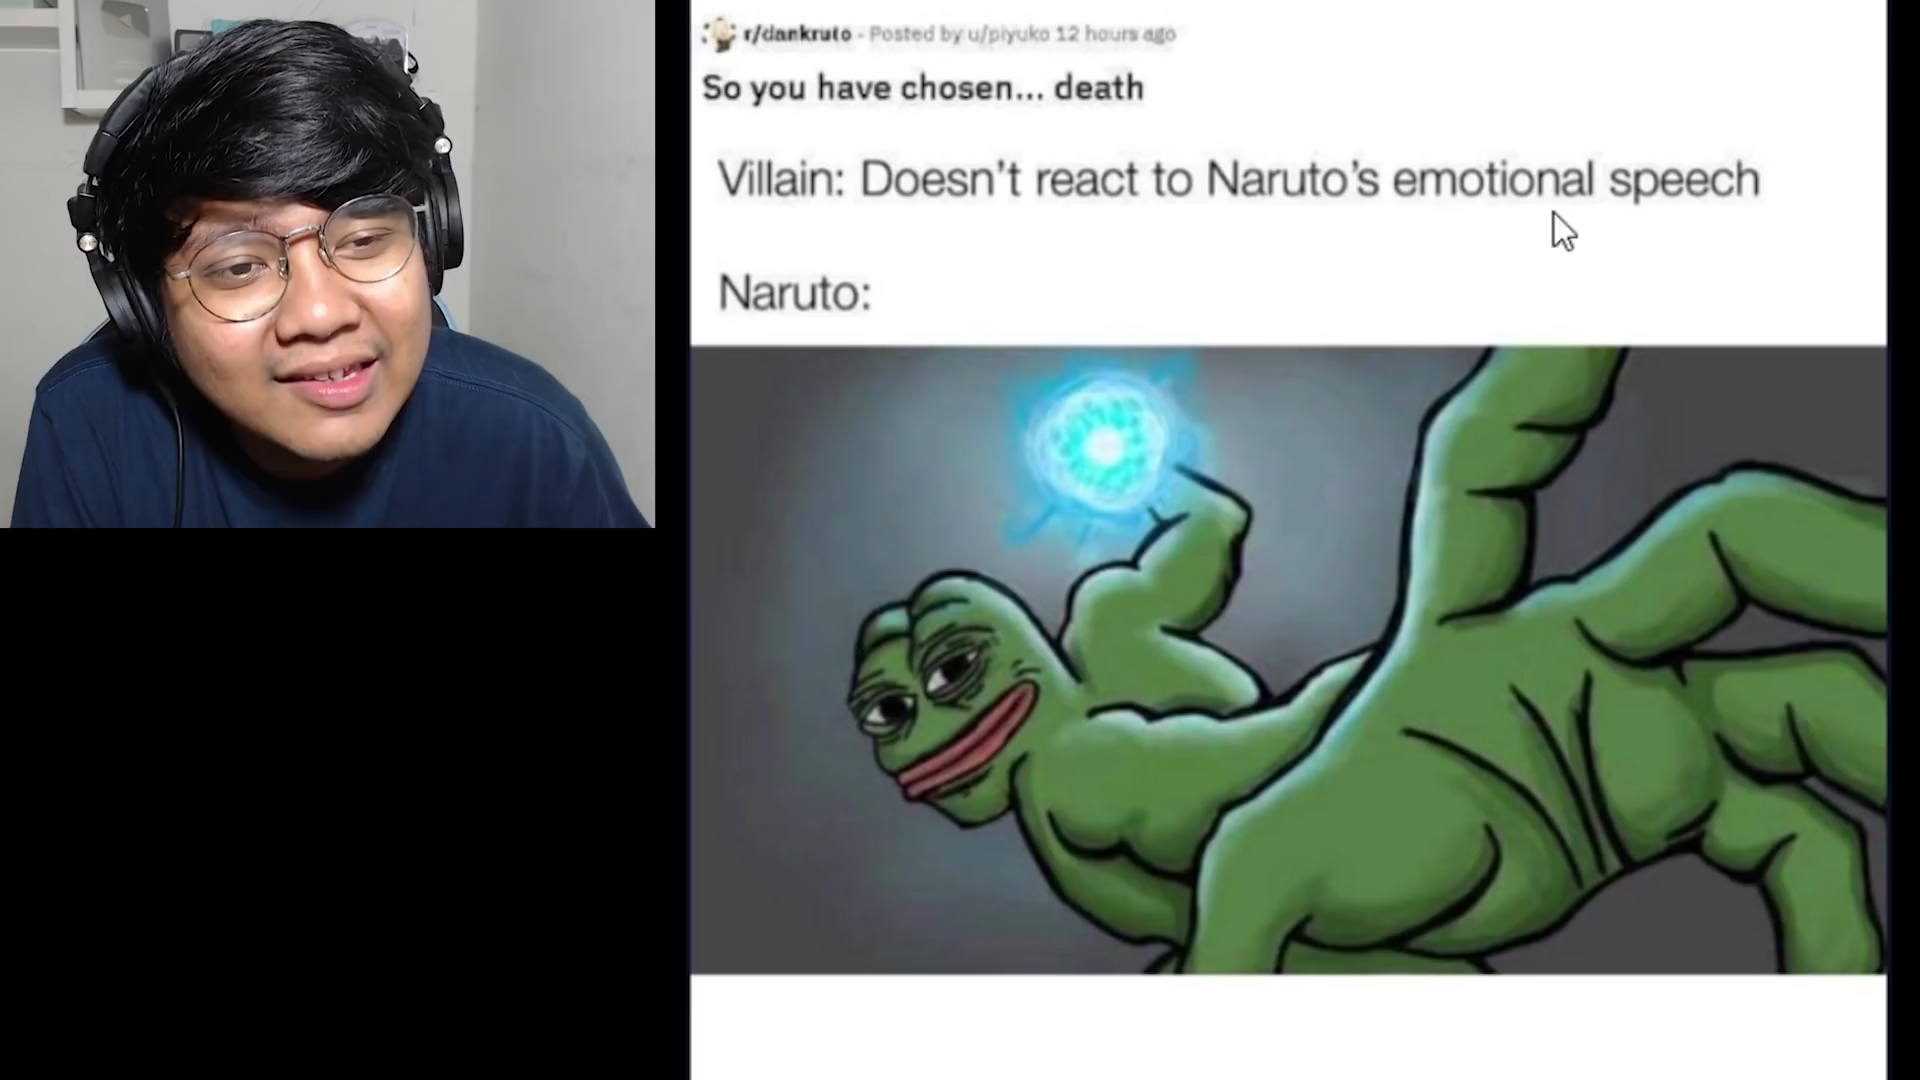 r/dankruto - Posted by u/piyuko 12 hours ago
So you have chosen... death
Villain: Doesn't react to Naruto's emotional speech
Naruto: